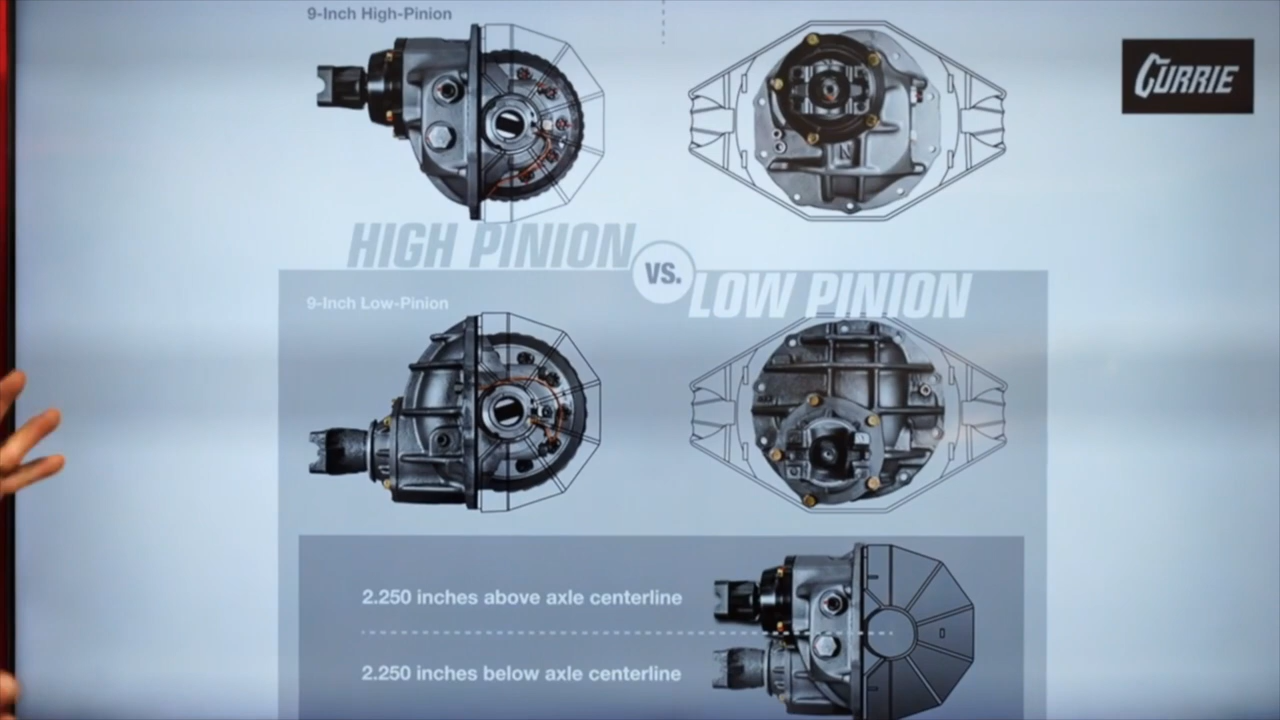 9-Inch High-Pinion
CURRIE
HIGH PINION
VS.
LOW PINION
9-Inch Low-Pinion
2.250 inches above axle centerline
2.250 inches below axle centerline